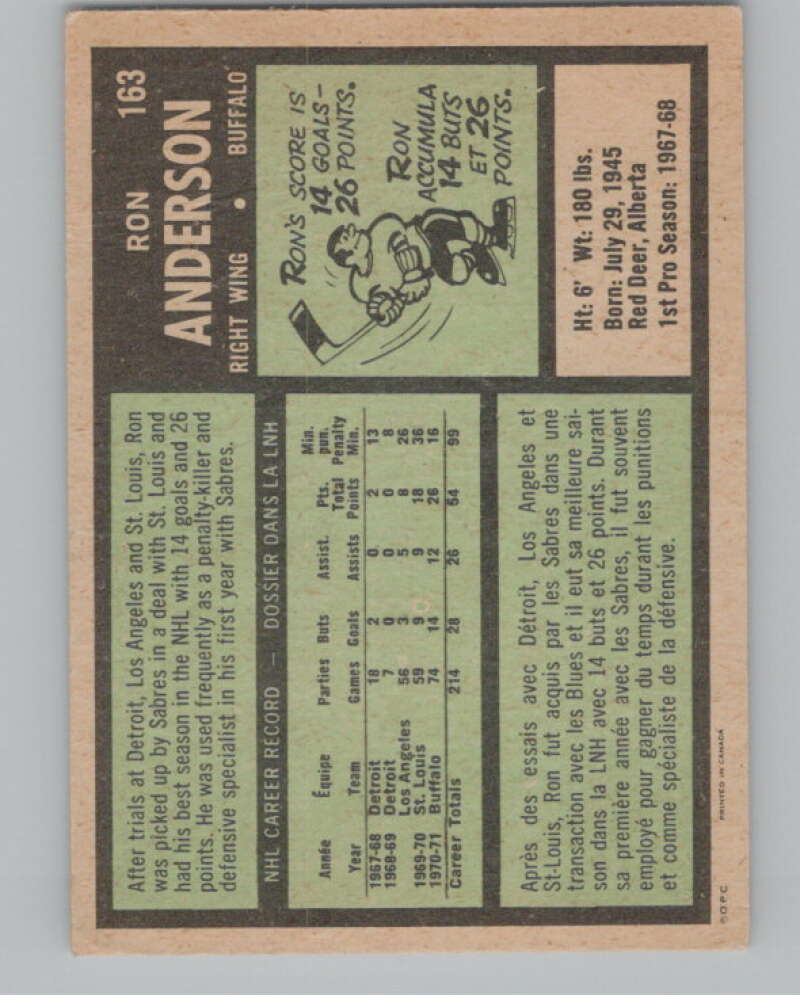 RON 163
ANDERSON
RIGHT WING • BUFFALO
After trials at Detroit, Los Angeles and St. Louis, Ron
was picked up by Sabres in a deal with St. Louis and
had his best season in the NHL with 14 goals and 26
points. He was used frequently as a penalty-killer and
defensive specialist in his first year with Sabres.
RON'S SCORE IS
14 GOALS-
26 POINTS.
RON
ACCUMULA
14 BUTS
ET 26
POINTS.
NHL CAREER RECORD — DOSSIER DANS LA LNH
Année Équipe Parties Buts Assist. Pts. Total Min. pun. Penalty
Year Team Games Goals Assists Points Min.
1967-68 Detroit 18 2 0 2 13
1968-69 Detroit 7 0 0 0 8
Los Angeles 56 3 5 8 26
1969-70 St. Louis 59 9 9 18 36
1970-71 Buffalo 74 14 12 26 16
Career Totals 214 28 26 54 99
Ht: 6' Wt: 180 lbs.
Born: July 29, 1945
Red Deer, Alberta
1st Pro Season: 1967-68
Après des essais avec Détroit, Los Angeles et
St-Louis, Ron fut acquis par les Sabres dans une
transaction avec les Blues et il eut sa meilleure sai-
son dans la LNH avec 14 buts et 26 points. Durant
sa première année avec les Sabres, il fut souvent
employé pour gagner du temps durant les punitions
et comme spécialiste de la défensive.
©O.P.C. PRINTED IN CANADA